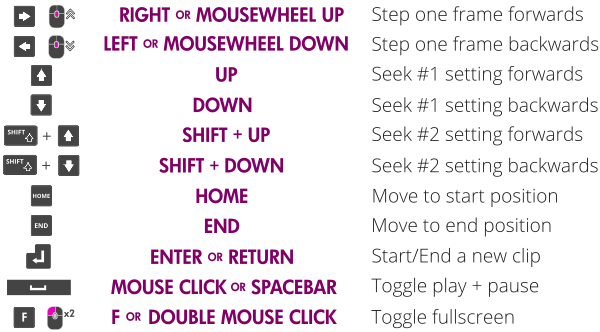 RIGHT OR MOUSEWHEEL UP Step one frame forwards
LEFT OR MOUSEWHEEL DOWN Step one frame backwards
UP Seek #1 setting forwards
DOWN Seek #1 setting backwards
SHIFT + SHIFT + UP Seek #2 setting forwards
SHIFT + SHIFT + DOWN Seek #2 setting backwards
HOME HOME Move to start position
END END Move to end position
ENTER OR RETURN Start/End a new clip
MOUSE CLICK OR SPACEBAR Toggle play + pause
F x2 F OR DOUBLE MOUSE CLICK Toggle fullscreen